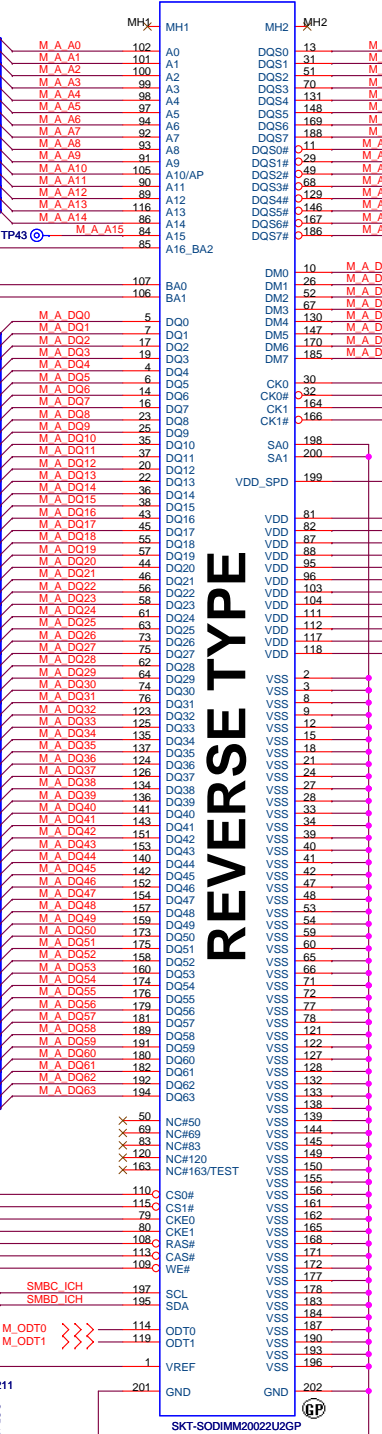 MH1 MH1
M_A_A0 102 A0
M_A_A1 101 A1
M_A_A2 100 A2
M_A_A3 99 A3
M_A_A4 98 A4
M_A_A5 97 A5
M_A_A6 94 A6
M_A_A7 92 A7
M_A_A8 93 A8
M_A_A9 91 A9
M_A_A10 105 A10/AP
M_A_A11 90 A11
M_A_A12 89 A12
M_A_A13 116 A13
M_A_A14 86 A14
TP43 M_A_A15 84 A15
85 A16_BA2
107 BA0
106 BA1
M_A_DQ0 5 DQ0
M_A_DQ1 7 DQ1
M_A_DQ2 17 DQ2
M_A_DQ3 19 DQ3
M_A_DQ4 4 DQ4
M_A_DQ5 6 DQ5
M_A_DQ6 14 DQ6
M_A_DQ7 16 DQ7
M_A_DQ8 23 DQ8
M_A_DQ9 25 DQ9
M_A_DQ10 35 DQ10
M_A_DQ11 37 DQ11
M_A_DQ12 20 DQ12
M_A_DQ13 22 DQ13
M_A_DQ14 36 DQ14
M_A_DQ15 38 DQ15
M_A_DQ16 43 DQ16
M_A_DQ17 45 DQ17
M_A_DQ18 55 DQ18
M_A_DQ19 57 DQ19
M_A_DQ20 44 DQ20
M_A_DQ21 46 DQ21
M_A_DQ22 56 DQ22
M_A_DQ23 58 DQ23
M_A_DQ24 61 DQ24
M_A_DQ25 63 DQ25
M_A_DQ26 73 DQ26
M_A_DQ27 75 DQ27
M_A_DQ28 62 DQ28
M_A_DQ29 64 DQ29
M_A_DQ30 74 DQ30
M_A_DQ31 76 DQ31
M_A_DQ32 123 DQ32
M_A_DQ33 125 DQ33
M_A_DQ34 135 DQ34
M_A_DQ35 137 DQ35
M_A_DQ36 124 DQ36
M_A_DQ37 126 DQ37
M_A_DQ38 134 DQ38
M_A_DQ39 136 DQ39
M_A_DQ40 141 DQ40
M_A_DQ41 143 DQ41
M_A_DQ42 151 DQ42
M_A_DQ43 153 DQ43
M_A_DQ44 140 DQ44
M_A_DQ45 142 DQ45
M_A_DQ46 152 DQ46
M_A_DQ47 154 DQ47
M_A_DQ48 157 DQ48
M_A_DQ49 159 DQ49
M_A_DQ50 173 DQ50
M_A_DQ51 175 DQ51
M_A_DQ52 158 DQ52
M_A_DQ53 160 DQ53
M_A_DQ54 174 DQ54
M_A_DQ55 176 DQ55
M_A_DQ56 179 DQ56
M_A_DQ57 181 DQ57
M_A_DQ58 189 DQ58
M_A_DQ59 191 DQ59
M_A_DQ60 180 DQ60
M_A_DQ61 182 DQ61
M_A_DQ62 192 DQ62
M_A_DQ63 194 DQ63
50 NC#50
69 NC#69
83 NC#83
120 NC#120
163 NC#163/TEST
110 CS0#
115 CS1#
79 CKE0
80 CKE1
108 RAS#
113 CAS#
109 WE#
SMBC_ICH 197 SCL
SMBD_ICH 195 SDA
M_ODT0 114 ODT0
M_ODT1 119 ODT1
1 VREF
201 GND
211
REVERSE TYPE
MH2 MH2
DQS0 13 M
DQS1 31 M
DQS2 51 M
DQS3 70 M
DQS4 131 M
DQS5 148 M
DQS6 169 M
DQS7 188 M
DQS0# 11 M_A
DQS1# 29 M_A
DQS2# 49 M_A
DQS3# 68 M_A
DQS4# 129 M_A
DQS5# 146 M_A
DQS6# 167 M_A
DQS7# 186 M_A
DM0 10 M_A_D
DM1 26 M_A_D
DM2 52 M_A_D
DM3 67 M_A_D
DM4 130 M_A_D
DM5 147 M_A_D
DM6 170 M_A_D
DM7 185 M_A_D
CK0 30
CK0# 32
CK1 164
CK1# 166
SA0 198
SA1 200
VDD_SPD 199
VDD 81
VDD 82
VDD 87
VDD 88
VDD 95
VDD 96
VDD 103
VDD 104
VDD 111
VDD 112
VDD 117
VDD 118
VSS 2
VSS 3
VSS 8
VSS 9
VSS 12
VSS 15
VSS 18
VSS 21
VSS 24
VSS 27
VSS 28
VSS 33
VSS 34
VSS 39
VSS 40
VSS 41
VSS 42
VSS 47
VSS 48
VSS 53
VSS 54
VSS 59
VSS 60
VSS 65
VSS 66
VSS 71
VSS 72
VSS 77
VSS 78
VSS 121
VSS 122
VSS 127
VSS 128
VSS 132
VSS 133
VSS 138
VSS 139
VSS 144
VSS 145
VSS 149
VSS 150
VSS 155
VSS 156
VSS 161
VSS 162
VSS 165
VSS 168
VSS 171
VSS 172
VSS 177
VSS 178
VSS 183
VSS 184
VSS 187
VSS 190
VSS 193
VSS 196
GND 202
GP
SKT-SODIMM20022U2GP